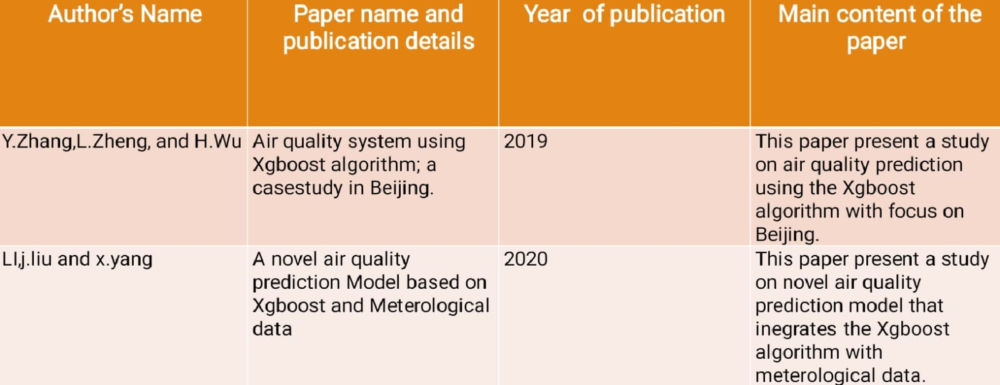 Author’s Name
Paper name and
publication details
Year of publication
Main content of the
paper
Y.Zhang,L.Zheng, and H.Wu
Air quality system using
Xgboost algorithm; a
casestudy in Beijing.
2019
This paper present a study
on air quality prediction
using the Xgboost
algorithm with focus on
Beijing.
LI,j.liu and x.yang
A novel air quality
prediction Model based on
Xgboost and Meterological
data
2020
This paper present a study
on novel air quality
prediction model that
inegrates the Xgboost
algorithm with
meterological data.